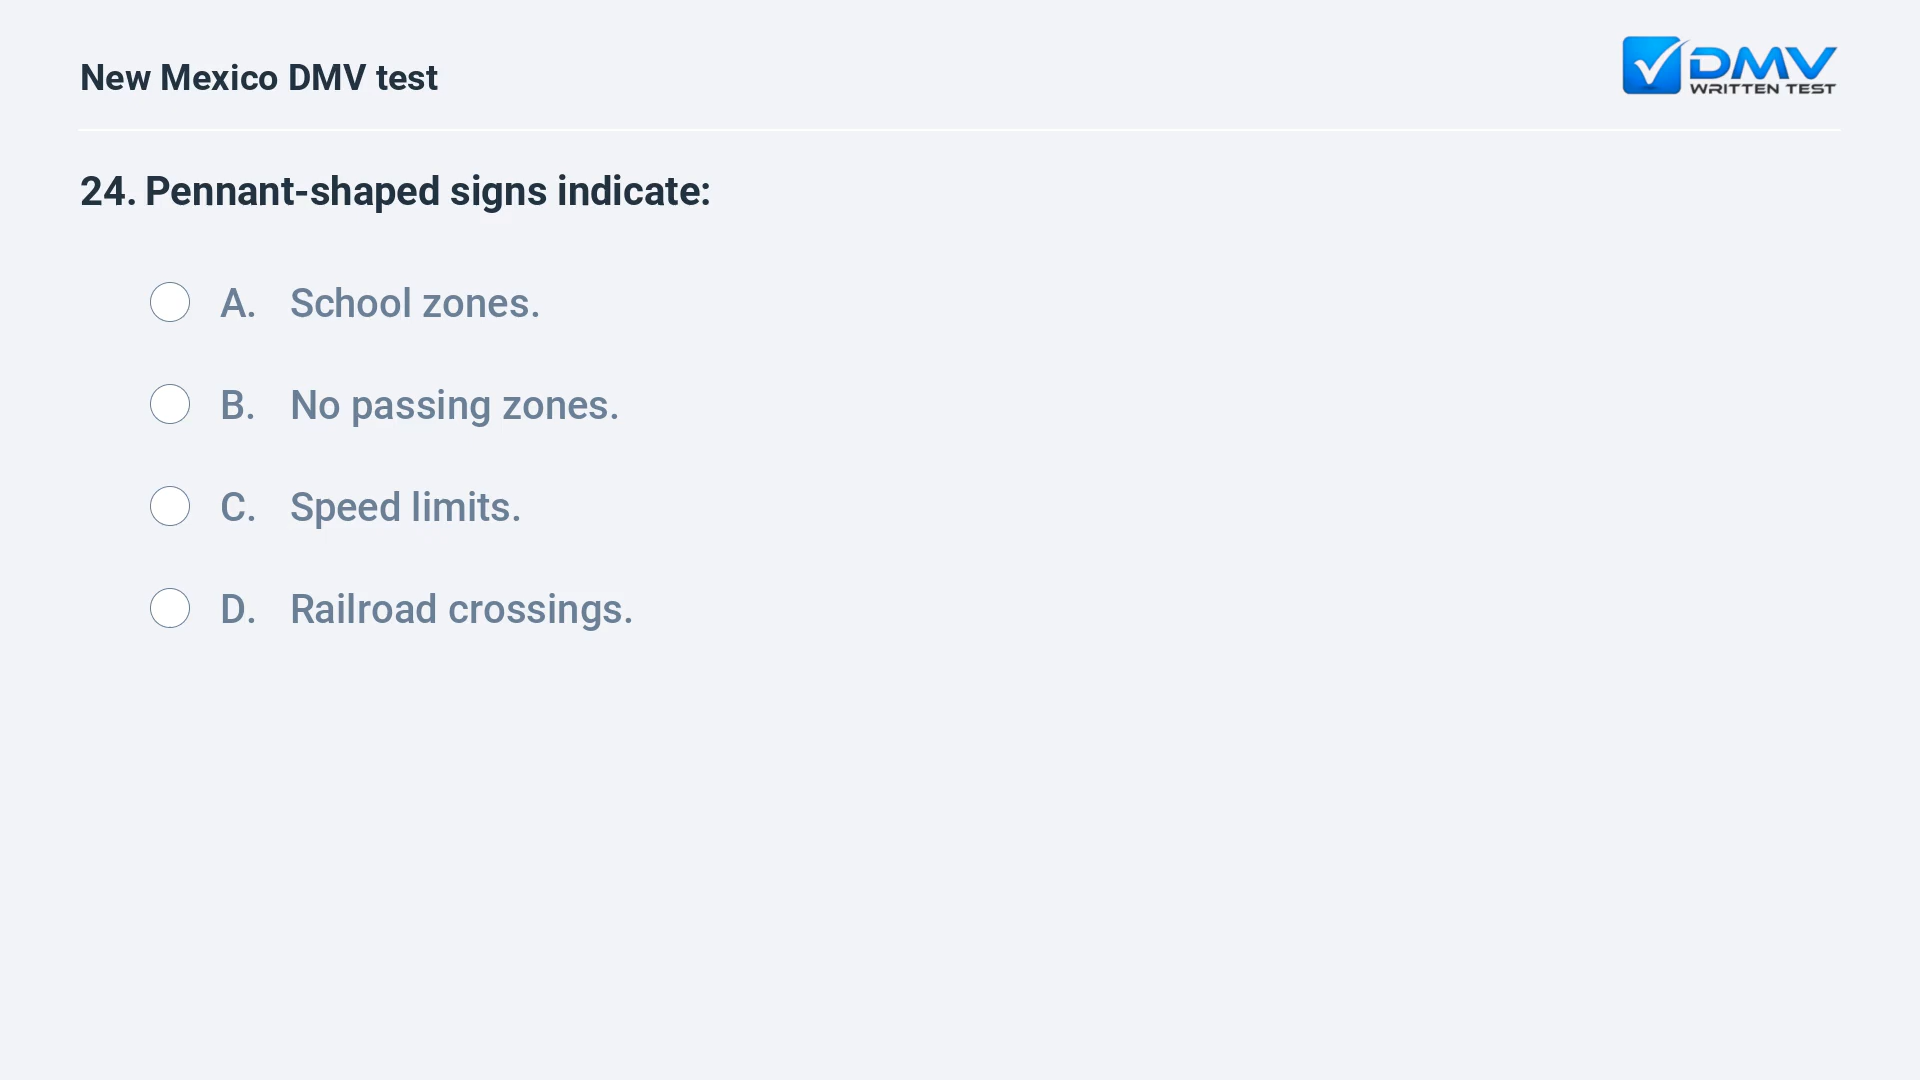 New Mexico DMV test
DMV
WRITTEN TEST
24. Pennant-shaped signs indicate:
A. School zones.
B. No passing zones.
C. Speed limits.
D. Railroad crossings.